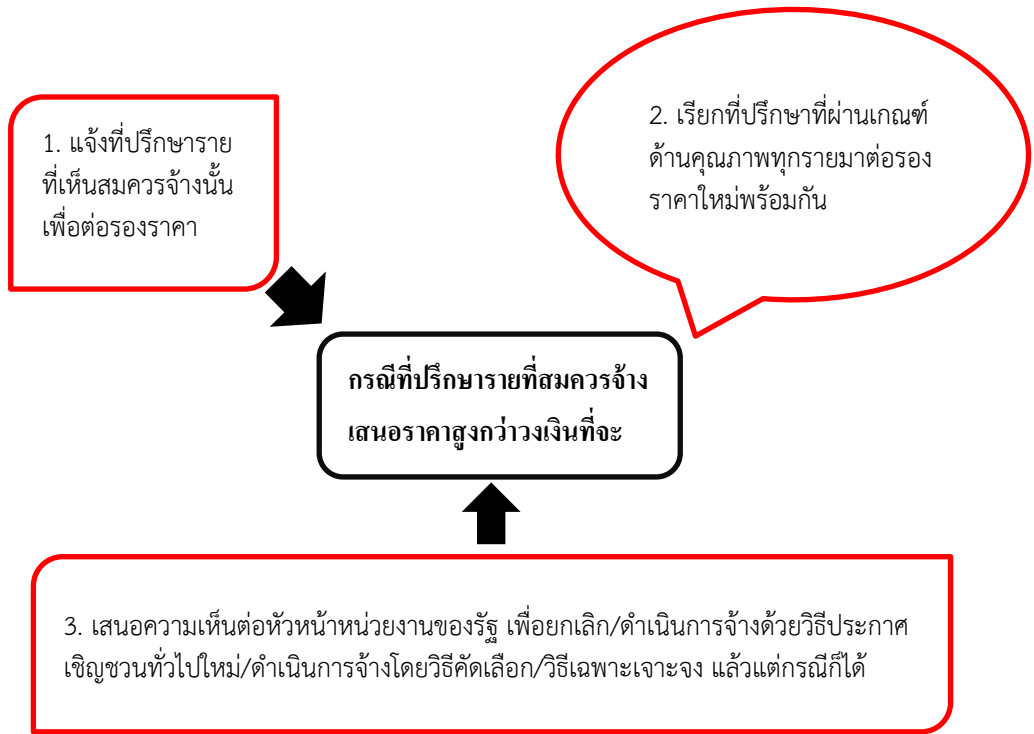 1. แจ้งที่ปรึกษาราย
ที่เห็นสมควรจ้างนั้น
เพื่อต่อรองราคา
2. เรียกที่ปรึกษาที่ผ่านเกณฑ์
ด้านคุณภาพทุกรายมาต่อรอง
ราคาใหม่พร้อมกัน
กรณีที่ปรึกษารายที่สมควรจ้าง
เสนอราคาสูงกว่าวงเงินที่จะ
3. เสนอความเห็นต่อหัวหน้าหน่วยงานของรัฐ เพื่อยกเลิก/ดำเนินการจ้างด้วยวิธีประกาศ
เชิญชวนทั่วไปใหม่/ดำเนินการจ้างโดยวิธีคัดเลือก/วิธีเฉพาะเจาะจง แล้วแต่กรณีก็ได้